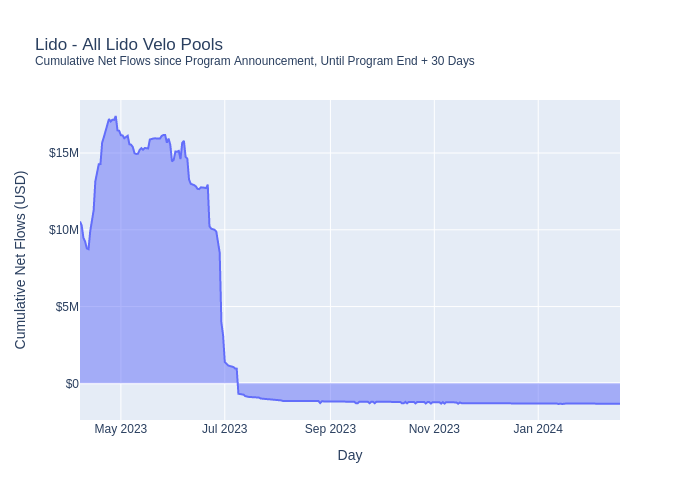 Lido - All Lido Velo Pools
Cumulative Net Flows since Program Announcement, Until Program End + 30 Days
Cumulative Net Flows (USD)
$15M
$10M
$5M
$0
May 2023
Jul 2023
Sep 2023
Nov 2023
Jan 2024
Day